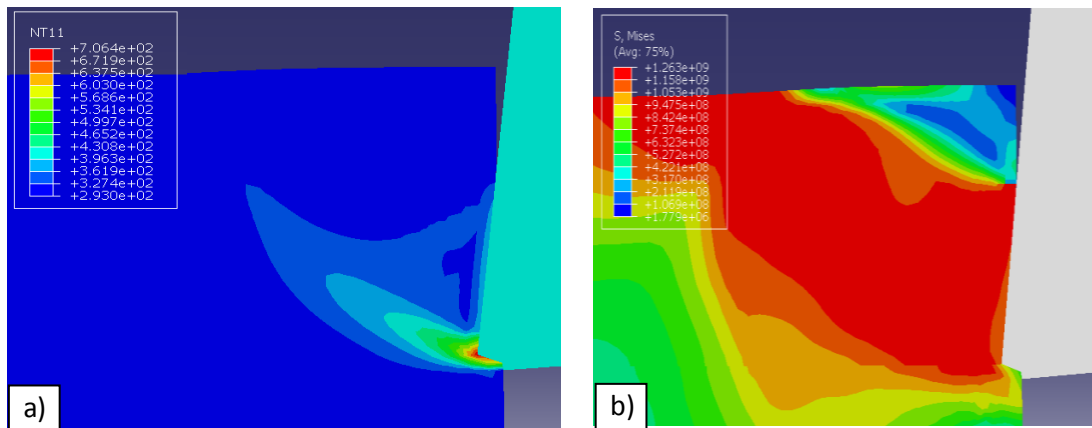 NT11
+7.064e+02
+6.719e+02
+6.375e+02
+6.030e+02
+5.686e+02
+5.341e+02
+4.997e+02
+4.652e+02
+4.308e+02
+3.963e+02
+3.619e+02
+3.274e+02
+2.930e+02
a)
S, Mises
(Avg: 75%)
+1.263e+09
+1.158e+09
+1.053e+09
+9.475e+08
+8.424e+08
+7.374e+08
+6.323e+08
+5.272e+08
+4.221e+08
+3.170e+08
+2.119e+08
+1.069e+08
+1.779e+06
b)